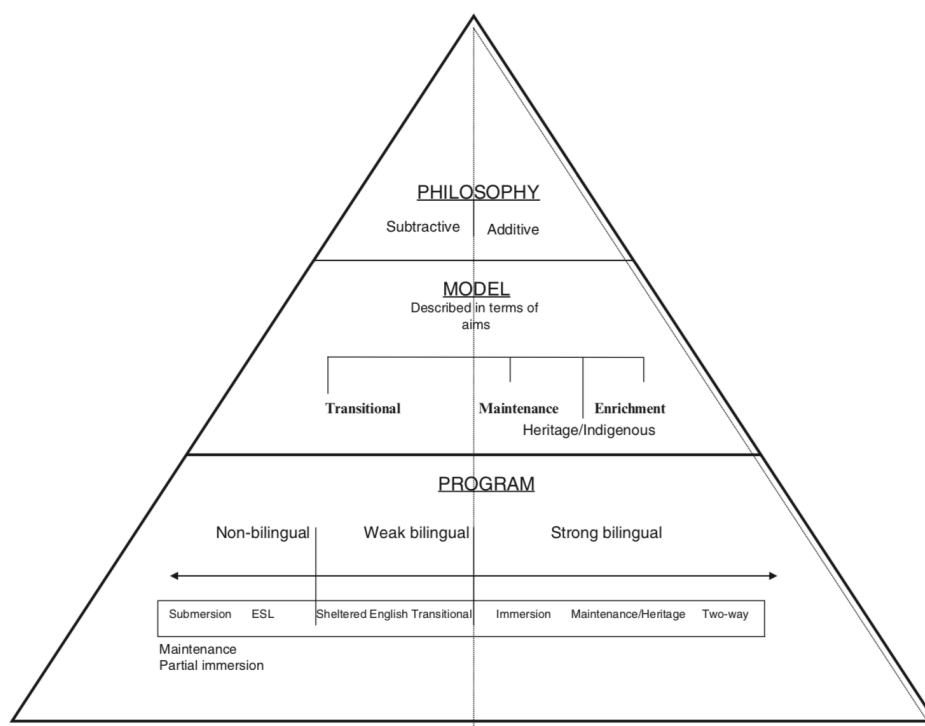 PHILOSOPHY
Subtractive Additive
MODEL
Described in terms of
aims
Transitional Maintenance Enrichment
Heritage/Indigenous
PROGRAM
Non-bilingual Weak bilingual Strong bilingual
Submersion ESL Sheltered English Transitional Immersion Maintenance/Heritage Two-way
Maintenance
Partial immersion